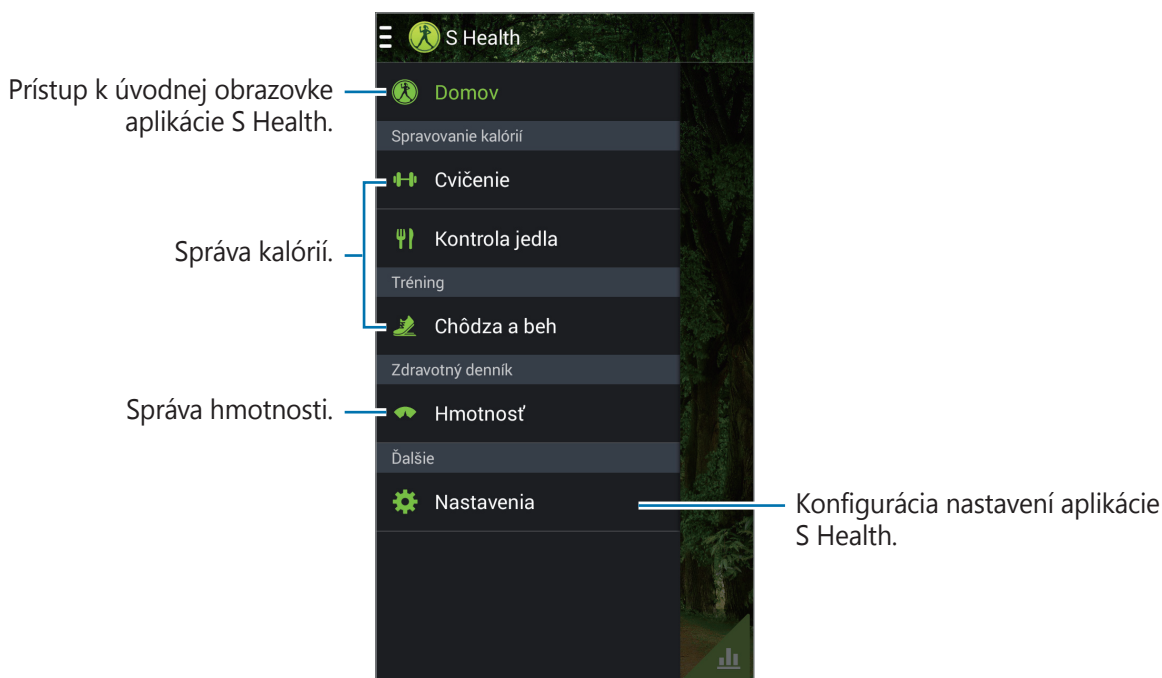 S Health
Prístup k úvodnej obrazovke
aplikácie S Health.
Domov
Spravovanie kalórií
Cvičenie
Správa kalórií.
Kontrola jedla
Tréning
Chôdza a beh
Zdravotný denník
Správa hmotnosti.
Hmotnosť
Ďalšie
Nastavenia
Konfigurácia nastavení aplikácie
S Health.